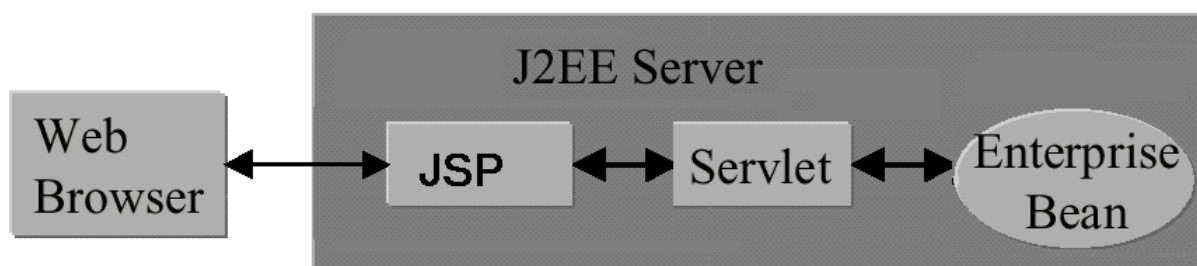 J2EE Server
Web
Browser
JSP
Servlet
Enterprise
Bean